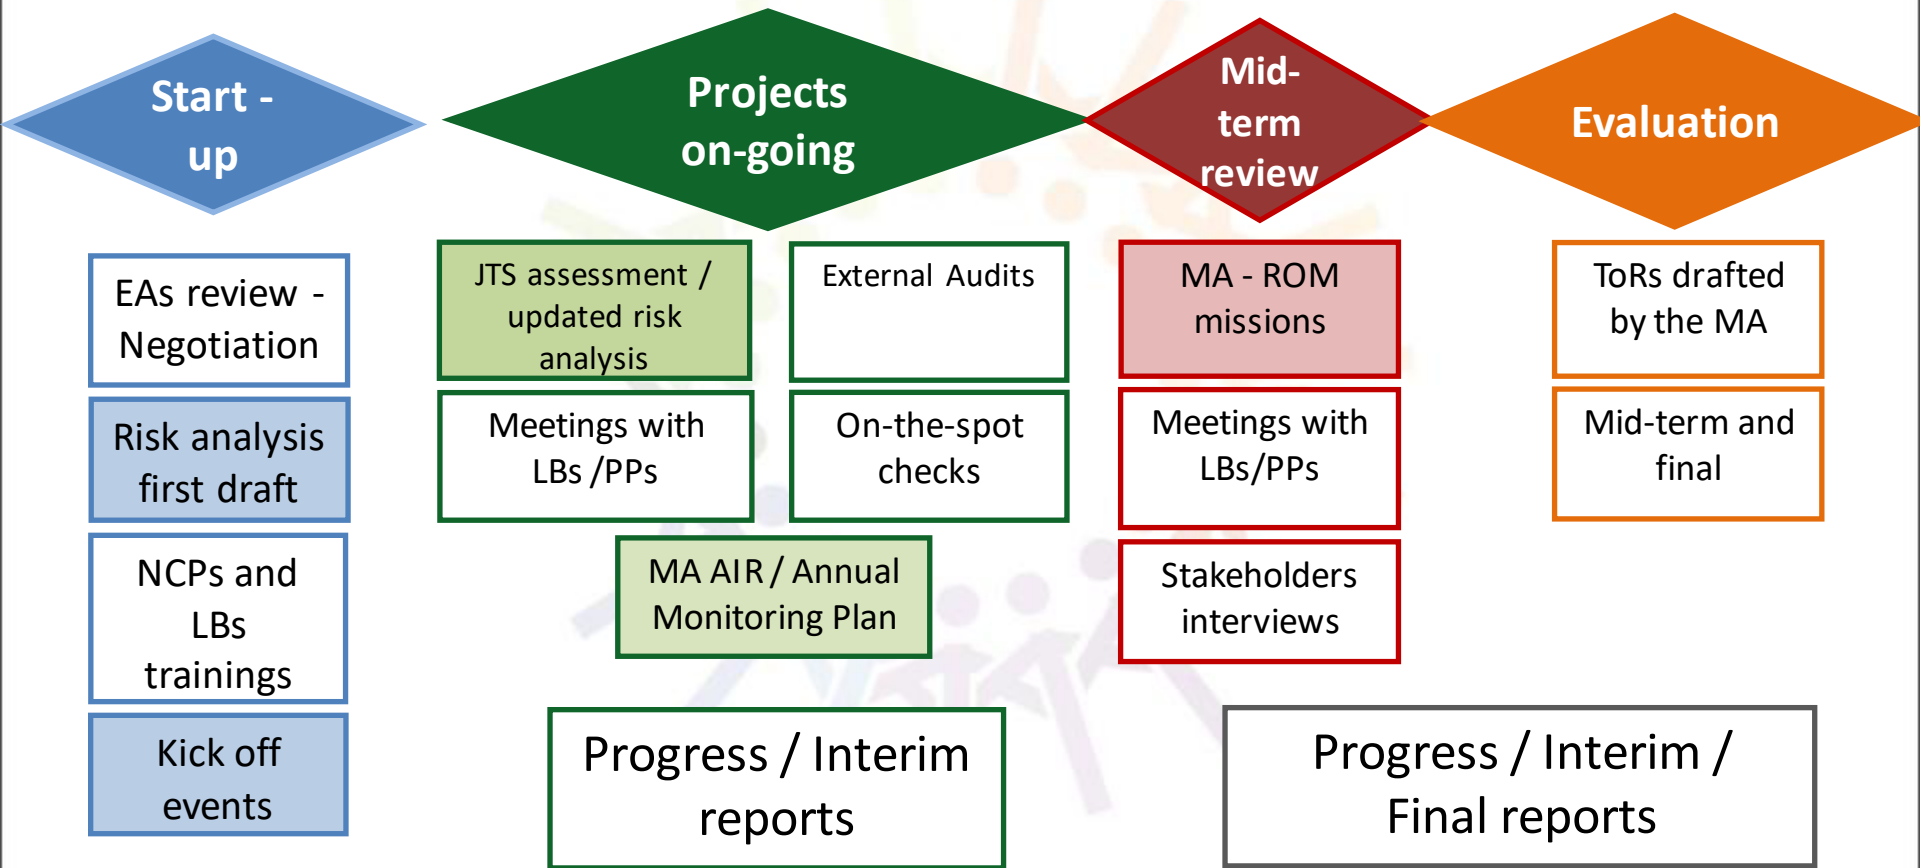 Start -
up
Projects
on-going
Mid-
term
review
Evaluation
EAs review -
Negotiation
Risk analysis
first draft
NCPs and
LBs
trainings
Kick off
events
JTS assessment /
updated risk
analysis
External Audits
Meetings with
LBs /PPs
On-the-spot
checks
MA AIR / Annual
Monitoring Plan
Progress / Interim
reports
MA - ROM
missions
Meetings with
LBs/PPs
Stakeholders
interviews
ToRs drafted
by the MA
Mid-term and
final
Progress / Interim /
Final reports